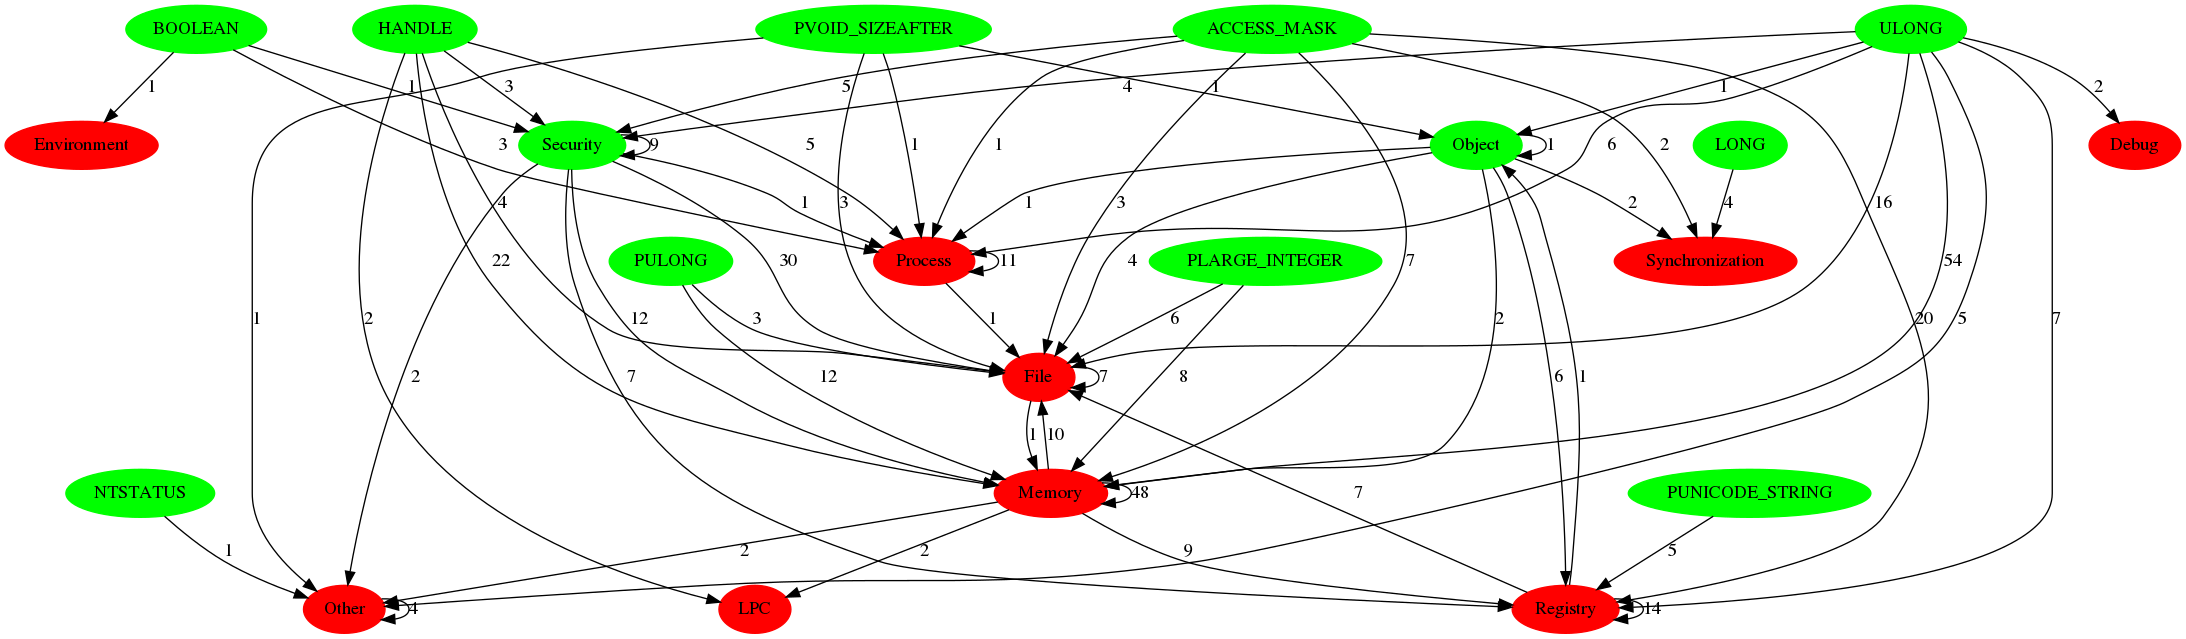 BOOLEAN HANDLE PVOID_SIZEAFTER ACCESS_MASK ULONG
1 3 5 4 1 1 2
Environment 3 Security 9 5 1 1 Object 1 6 2 LONG Debug
4 3 1 1 3 2 4 16
22 PULONG 30 Process 11 4 PLARGE_INTEGER 7 Synchronization 54
1 2 3 1 6 2 20 5 7
2 12 7 12 File 7 8 6 1
1 10 7
NTSTATUS Memory 48 PUNICODE_STRING
1 2 2 9 5
Other 4 LPC Registry 14